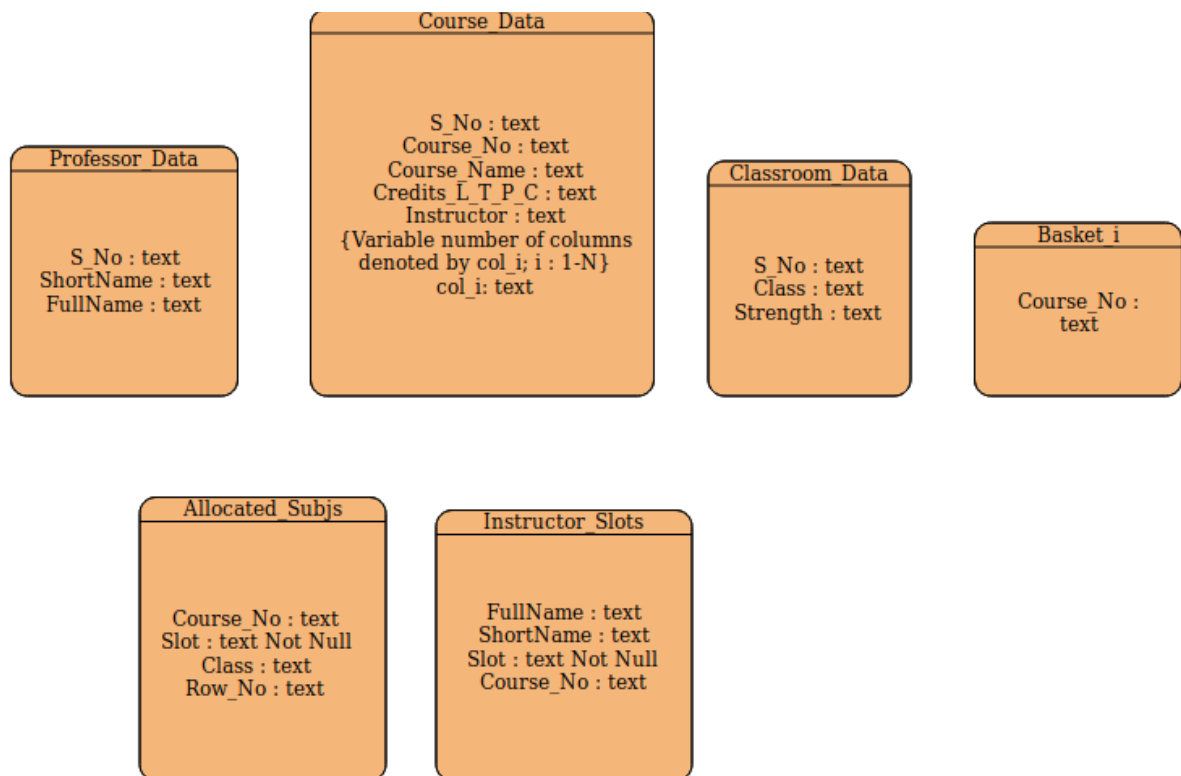 Course_Data
S_No : text
Course_No : text
Course_Name : text
Credits_L_T_P_C : text
Instructor : text
{Variable number of columns
denoted by col_i; i : 1-N}
col_i: text
Professor_Data
S_No : text
ShortName : text
FullName : text
Classroom_Data
S_No : text
Class : text
Strength : text
Basket_i
Course_No :
text
Allocated_Subjs
Course_No : text
Slot : text Not Null
Class : text
Row_No : text
Instructor_Slots
FullName : text
ShortName : text
Slot : text Not Null
Course_No : text